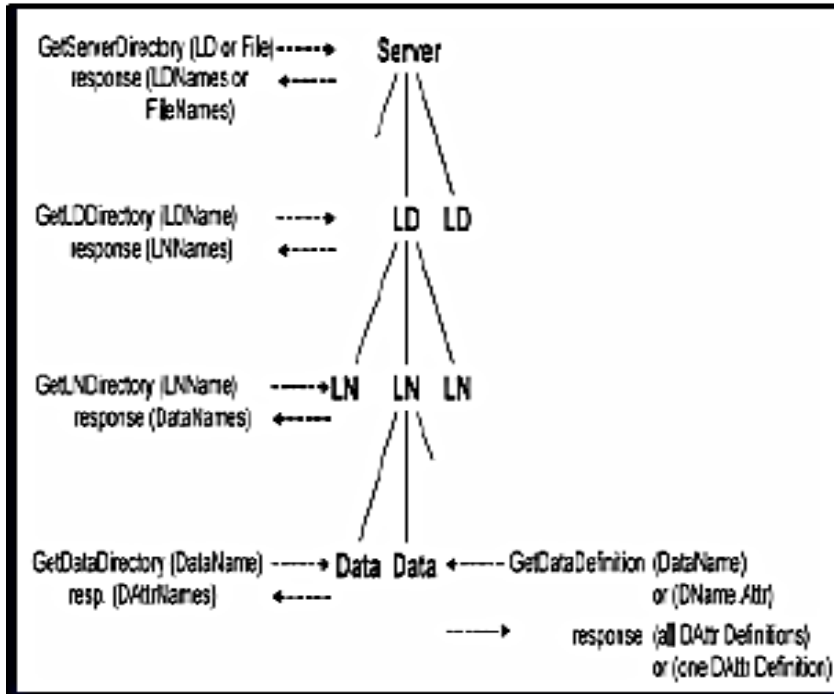 GetServerDirectory (LD or File)
Server
response (LDNames or
FileNames)
GetLDDirectory (LDName)
LD LD
response (LNNames)
GetLNDirectory (LNName)
LN LN LN
response (DataNames)
GetDataDirectory (DataName)
Data Data
GetDataDefinition (DataName)
resp. (DAttrNames)
or (DName.Attr)
response (all DAttr Definitions)
or (one DAttr Definition)